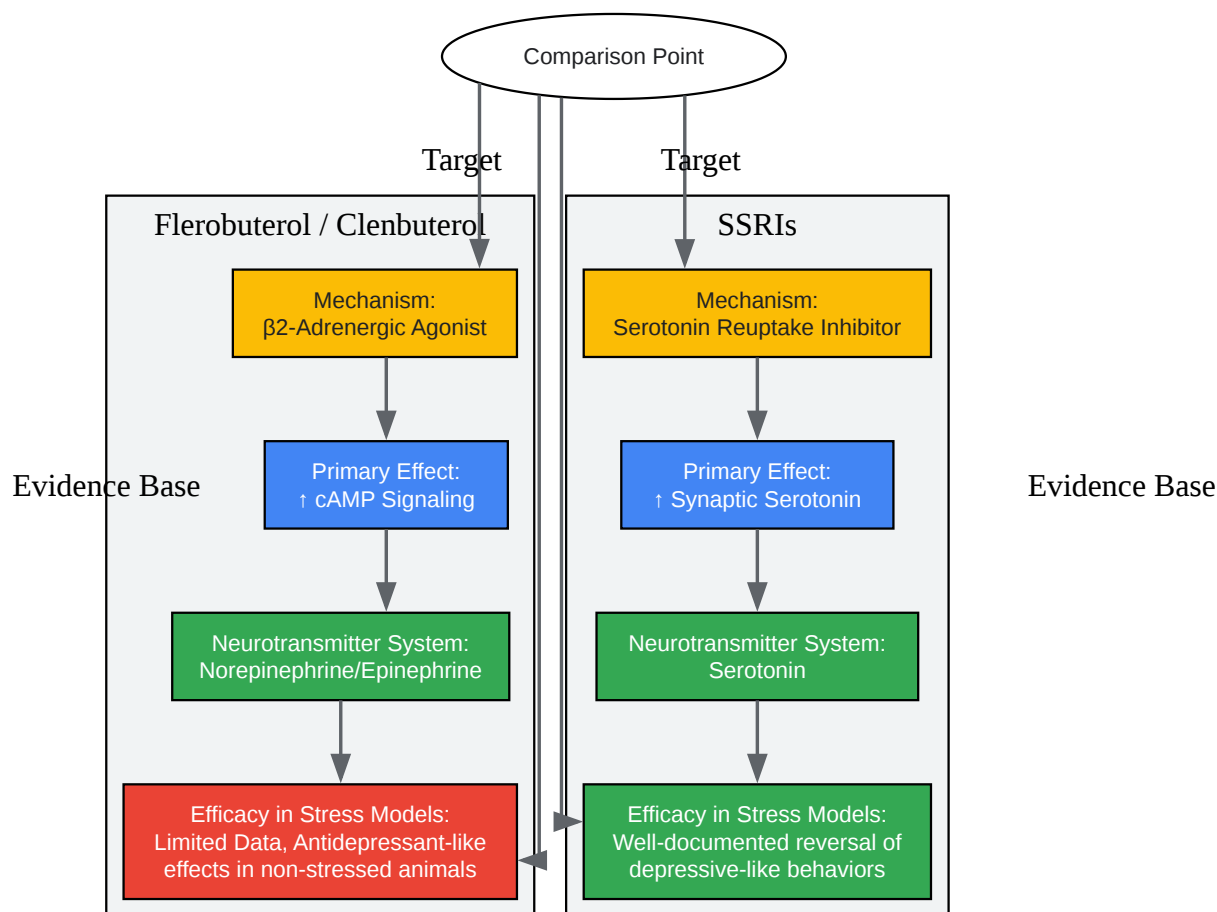 Comparison Point
Target
Target
Flerobuterol / Clenbuterol
SSRIs
Mechanism:
β2-Adrenergic Agonist
Mechanism:
Serotonin Reuptake Inhibitor
Evidence Base
Primary Effect:
↑ cAMP Signaling
Primary Effect:
↑ Synaptic Serotonin
Evidence Base
Neurotransmitter System:
Norepinephrine/Epinephrine
Neurotransmitter System:
Serotonin
Efficacy in Stress Models:
Limited Data, Antidepressant-like
effects in non-stressed animals
Efficacy in Stress Models:
Well-documented reversal of
depressive-like behaviors